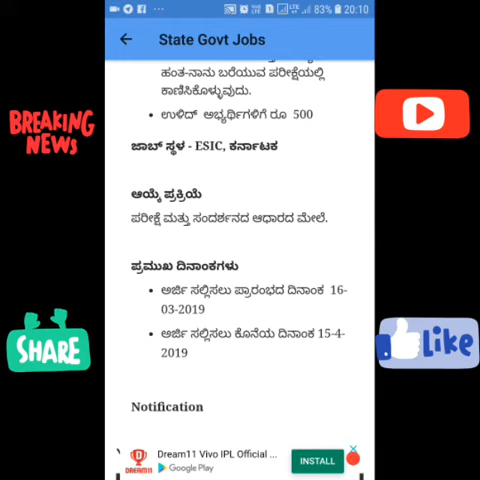 83% 20:10
State Govt Jobs
ಹಂತ-ನಾನು ಬರೆಯುವ ಪರೀಕ್ಷೆಯಲ್ಲಿ
ಕಾಣಿಸಿಕೊಳ್ಳುವುದು.
• ಉಳಿದ್ ಅಭ್ಯರ್ಥಿಗಳಿಗೆ ರೂ 500
BREAKING
NEWS
ಜಾಬ್ ಸ್ಥಳ - ESIC, ಕರ್ನಾಟಕ
ಆಯ್ಕೆ ಪ್ರಕ್ರಿಯೆ
ಪರೀಕ್ಷೆ ಮತ್ತು ಸಂದರ್ಶನದ ಆಧಾರದ ಮೇಲೆ.
ಪ್ರಮುಖ ದಿನಾಂಕಗಳು
• ಅರ್ಜಿ ಸಲ್ಲಿಸಲು ಪ್ರಾರಂಭದ ದಿನಾಂಕ 16-
03-2019
• ಅರ್ಜಿ ಸಲ್ಲಿಸಲು ಕೊನೆಯ ದಿನಾಂಕ 15-4-
2019
SHARE
Like
Notification
Dream11 Vivo IPL Official ...
Google Play
DREAM11
INSTALL